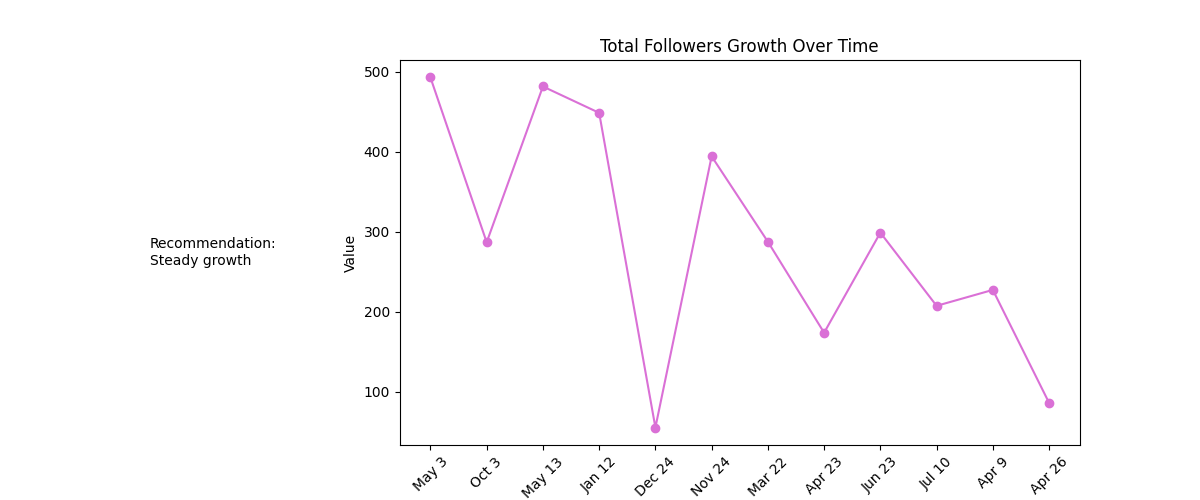 Total Followers Growth Over Time
Recommendation:
Steady growth
Value
500
400
300
200
100
May 3
Oct 3
May 13
Jan 12
Dec 24
Nov 24
Mar 22
Apr 23
Jun 23
Jul 10
Apr 9
Apr 26